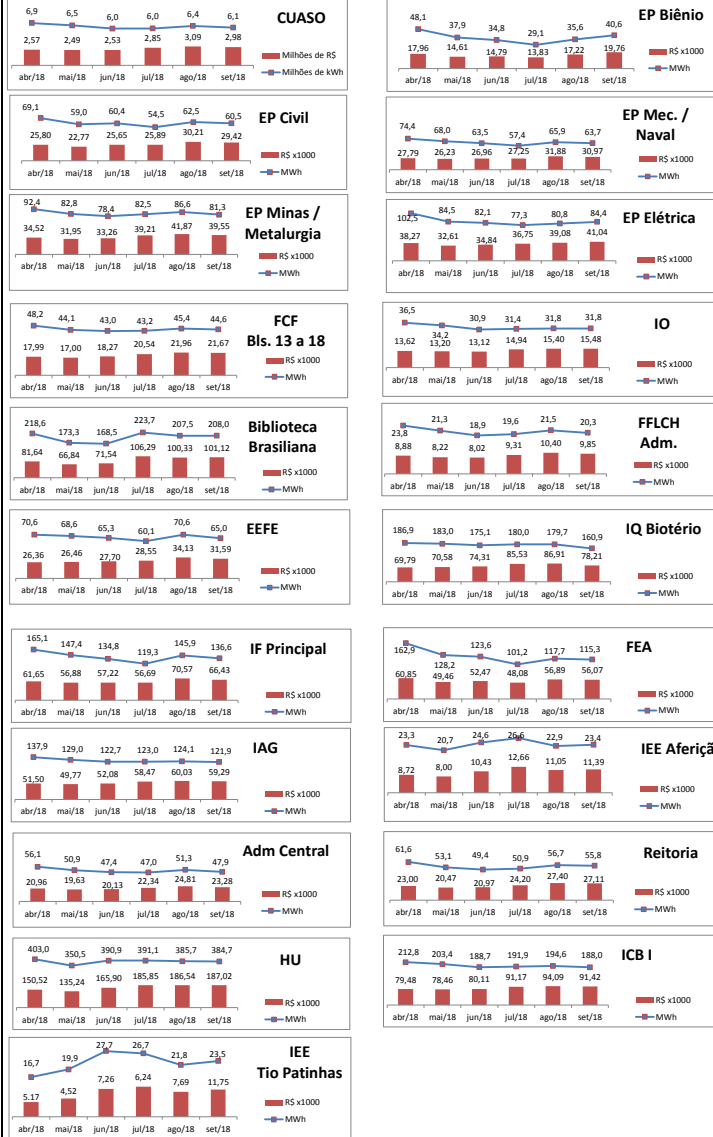 CUASO
6,9 6,5 6,0 6,0 6,4 6,1
2,57 2,49 2,53 2,85 3,09 2,98
Milhões de R$
Milhões de kWh
abr/18 mai/18 jun/18 jul/18 ago/18 set/18
EP Biênio
48,1 37,9 34,8 29,1 35,6 40,6
17,96 14,61 14,79 13,83 17,22 19,76
R$ x1000
MWh
abr/18 mai/18 jun/18 jul/18 ago/18 set/18
EP Civil
69,1 59,0 60,4 54,5 62,5 60,5
25,80 22,77 25,65 25,89 30,21 29,42
R$ x1000
MWh
abr/18 mai/18 jun/18 jul/18 ago/18 set/18
EP Mec. /
Naval
74,4 68,0 63,5 57,4 65,9 63,7
27,79 26,23 26,96 27,25 31,88 30,97
R$ x1000
MWh
abr/18 mai/18 jun/18 jul/18 ago/18 set/18
EP Minas /
Metalurgia
92,4 82,8 78,4 82,5 86,6 81,3
34,52 31,95 33,26 39,21 41,87 39,55
R$ x1000
MWh
abr/18 mai/18 jun/18 jul/18 ago/18 set/18
EP Elétrica
102,5 84,5 82,1 77,3 80,8 84,4
38,27 32,61 34,84 36,75 39,08 41,04
R$ x1000
MWh
abr/18 mai/18 jun/18 jul/18 ago/18 set/18
FCF
Bls. 13 a 18
48,2 44,1 43,0 43,2 45,4 44,6
17,99 17,00 18,27 20,54 21,96 21,67
R$ x1000
MWh
abr/18 mai/18 jun/18 jul/18 ago/18 set/18
IO
36,5 34,2 30,9 31,4 31,8 31,8
13,62 13,20 13,12 14,94 15,40 15,48
R$ x1000
MWh
abr/18 mai/18 jun/18 jul/18 ago/18 set/18
Biblioteca
Brasiliana
218,6 173,3 168,5 223,7 207,5 208,0
81,64 66,84 71,54 106,29 100,33 101,12
R$ x1000
MWh
abr/18 mai/18 jun/18 jul/18 ago/18 set/18
FFLCH
Adm.
23,8 21,3 18,9 19,6 21,5 20,3
8,88 8,22 8,02 9,31 10,40 9,85
R$ x1000
MWh
abr/18 mai/18 jun/18 jul/18 ago/18 set/18
EEFE
70,6 68,6 65,3 60,1 70,6 65,0
26,36 26,46 27,70 28,55 34,13 31,59
R$ x1000
MWh
abr/18 mai/18 jun/18 jul/18 ago/18 set/18
IQ Biotério
186,9 183,0 175,1 180,0 179,7 160,9
69,79 70,58 74,31 85,53 86,91 78,21
R$ x1000
MWh
abr/18 mai/18 jun/18 jul/18 ago/18 set/18
IF Principal
165,1 147,4 134,8 119,3 145,9 136,6
61,65 56,88 57,22 56,69 70,57 66,43
R$ x1000
MWh
abr/18 mai/18 jun/18 jul/18 ago/18 set/18
FEA
162,9 128,2 123,6 101,2 117,7 115,3
60,85 49,46 52,47 48,08 56,89 56,07
R$ x1000
MWh
abr/18 mai/18 jun/18 jul/18 ago/18 set/18
IAG
137,9 129,0 122,7 123,0 124,1 121,9
51,50 49,77 52,08 58,47 60,03 59,29
R$ x1000
MWh
abr/18 mai/18 jun/18 jul/18 ago/18 set/18
IEE Aferiçã
23,3 20,7 24,6 26,6 22,9 23,4
8,72 8,00 10,43 12,66 11,05 11,39
R$ x1000
MWh
abr/18 mai/18 jun/18 jul/18 ago/18 set/18
Adm Central
56,1 50,9 47,4 47,0 51,3 47,9
20,96 19,63 20,13 22,34 24,81 23,28
R$ x1000
MWh
abr/18 mai/18 jun/18 jul/18 ago/18 set/18
Reitoria
61,6 53,1 49,4 50,9 56,7 55,8
23,00 20,47 20,97 24,20 27,40 27,11
R$ x1000
MWh
abr/18 mai/18 jun/18 jul/18 ago/18 set/18
HU
403,0 350,5 390,9 391,1 385,7 384,7
150,52 135,24 165,90 185,85 186,54 187,02
R$ x1000
MWh
abr/18 mai/18 jun/18 jul/18 ago/18 set/18
ICB I
212,8 203,4 188,7 191,9 194,6 188,0
79,48 78,46 80,11 91,17 94,09 91,42
R$ x1000
MWh
abr/18 mai/18 jun/18 jul/18 ago/18 set/18
IEE
Tio Patinhas
16,7 19,9 27,7 26,7 21,8 23,5
5.17 4,52 7,26 6,24 7,69 11,75
R$ x1000
MWh
abr/18 mai/18 jun/18 jul/18 ago/18 set/18